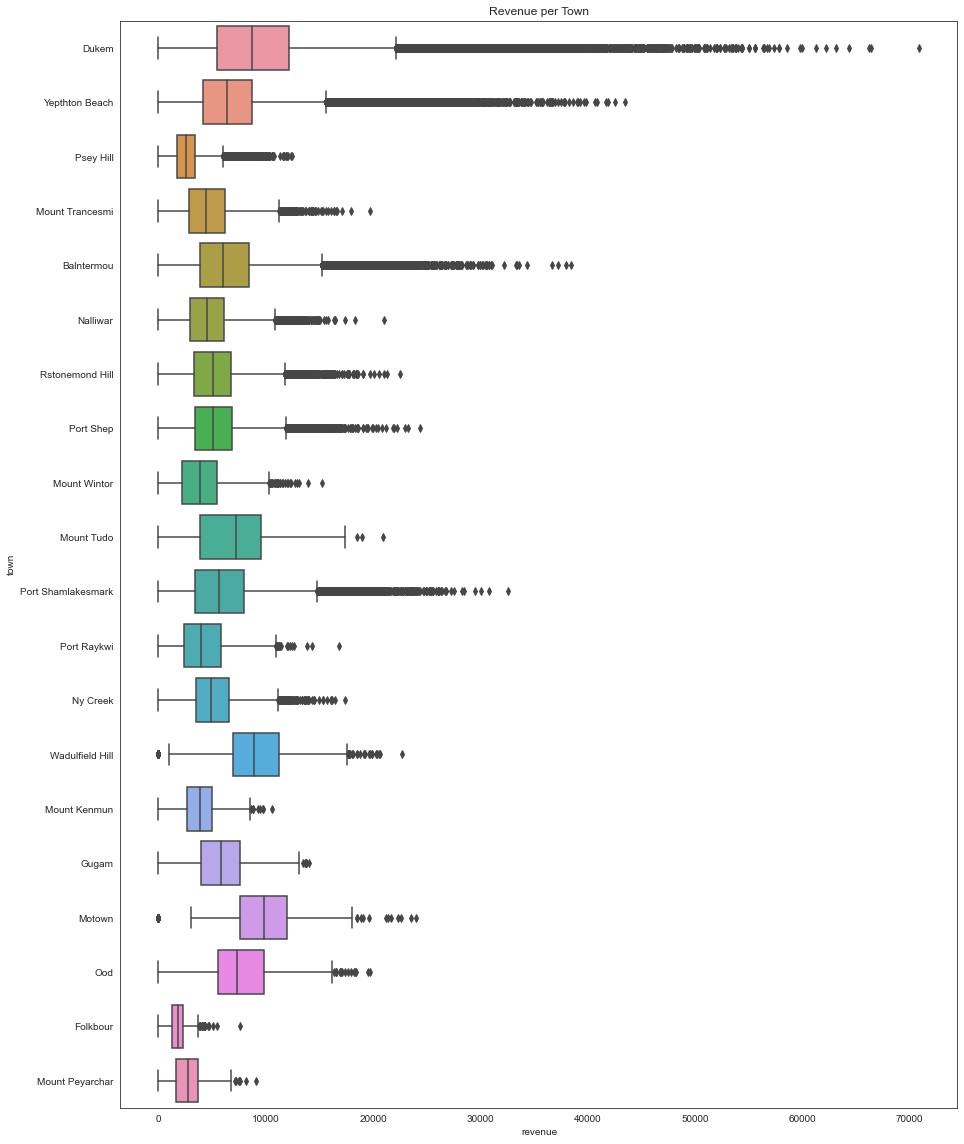 Revenue per Town
town
Dukem
Yepthton Beach
Psey Hill
Mount Trancesmi
Balntermou
Nalliwar
Rstonemond Hill
Port Shep
Mount Wintor
Mount Tudo
Port Shamlakesmark
Port Raykwi
Ny Creek
Wadulfield Hill
Mount Kenmun
Gugam
Motown
Ood
Folkbour
Mount Peyarchar
0 10000 20000 30000 40000 50000 60000 70000
revenue